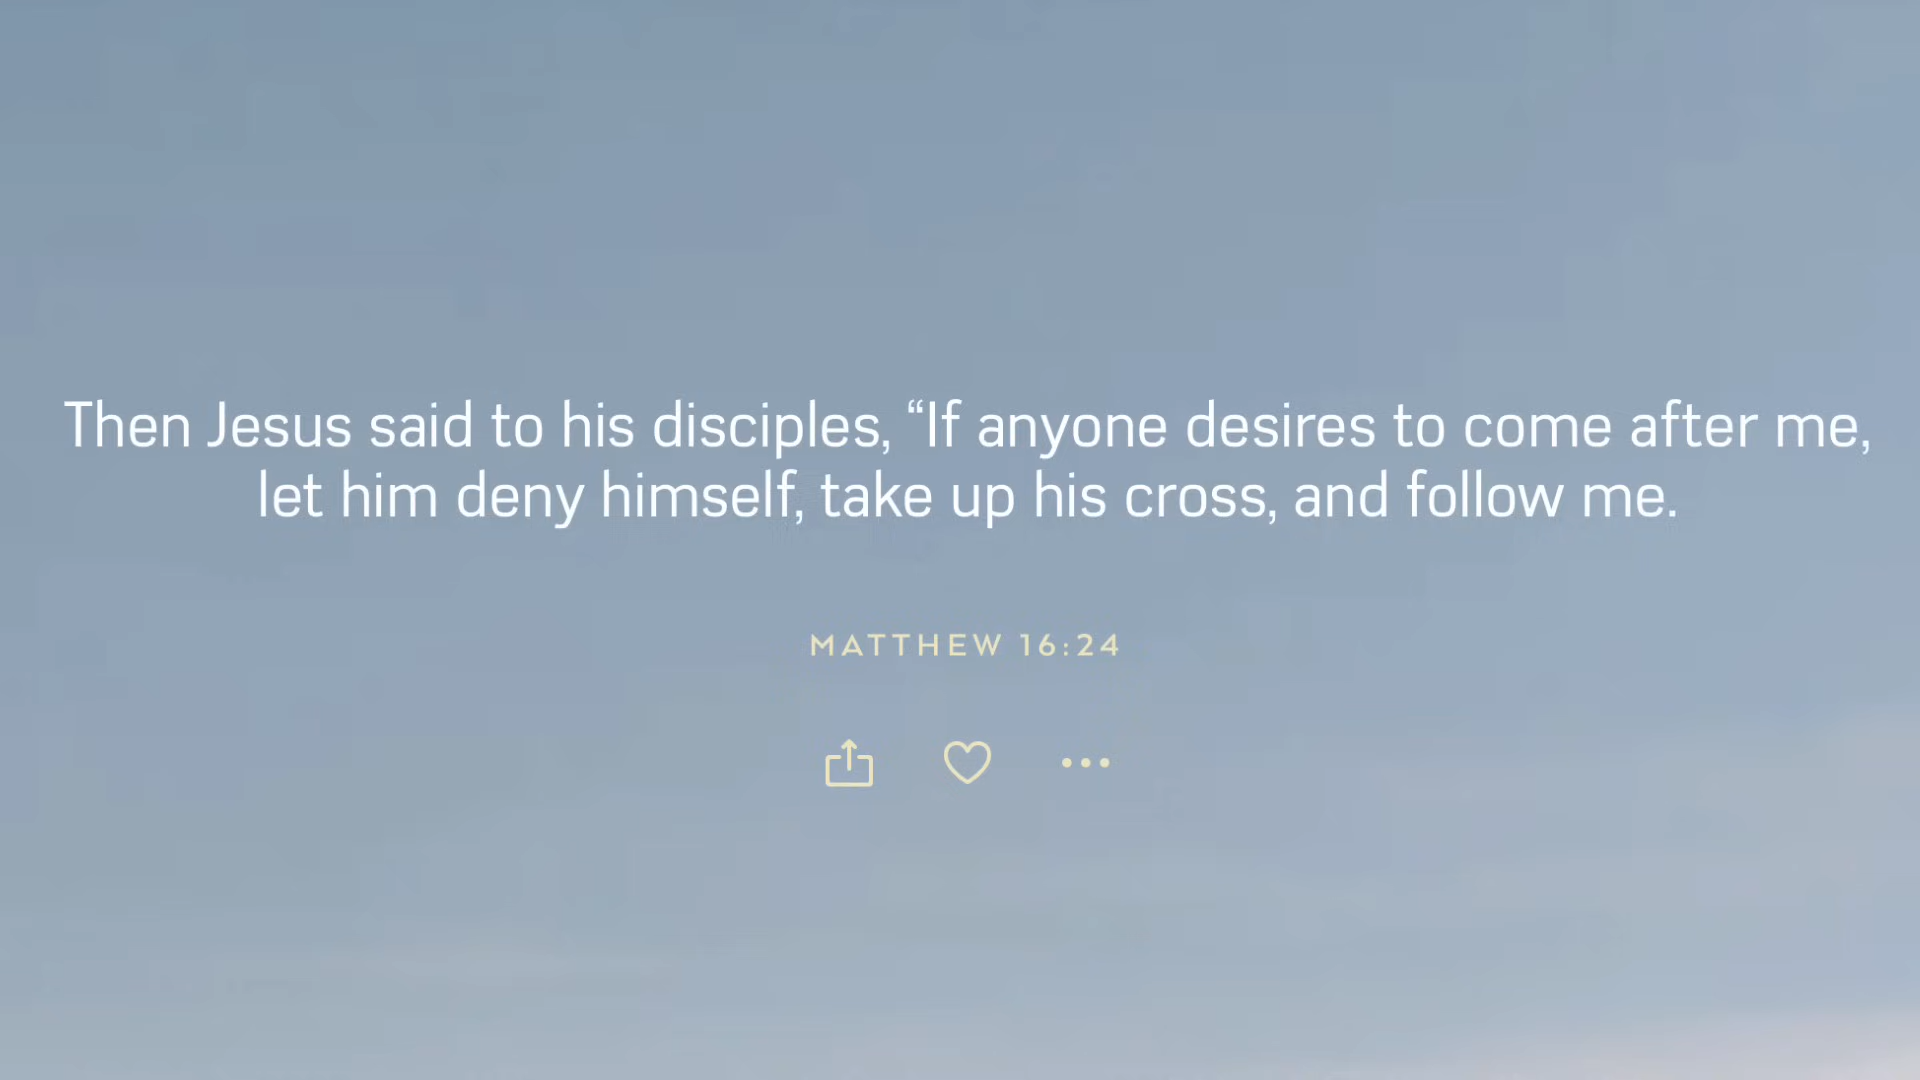 Then Jesus said to his disciples, “If anyone desires to come after me,
let him deny himself, take up his cross, and follow me.
MATTHEW 16:24